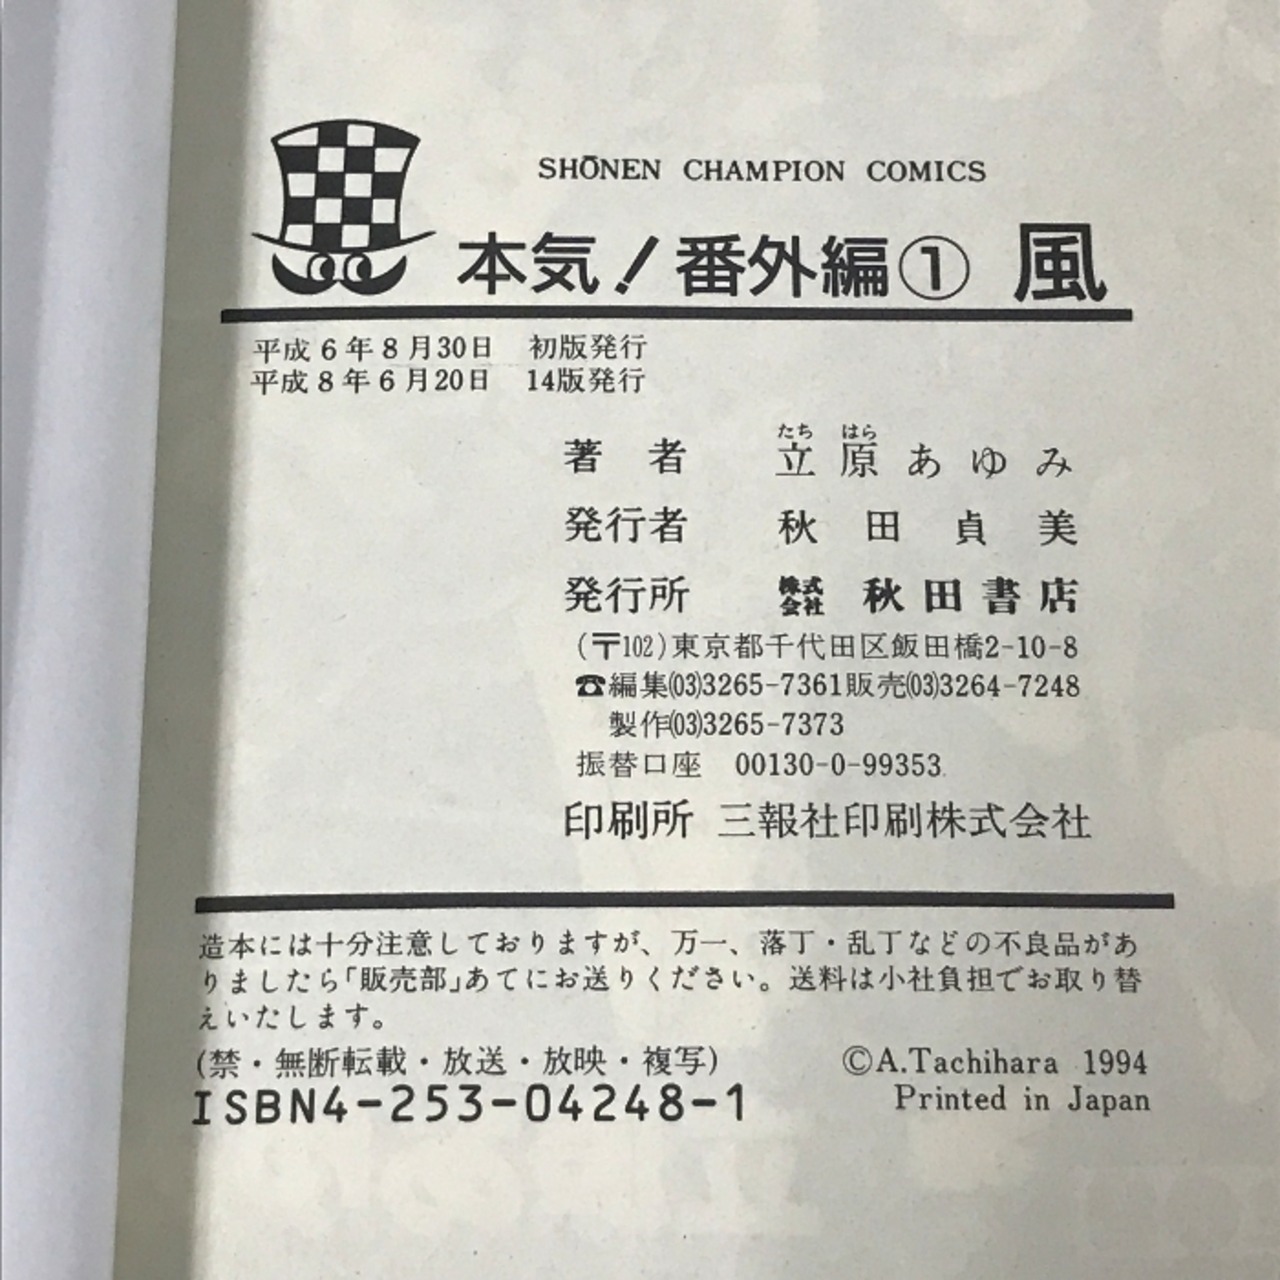 SHŌNEN CHAMPION COMICS
本気!番外編① 風
平成6年8月30日 初版発行
平成8年6月20日 14版発行
たち はら
著者 立原あゆみ
発行者 秋田貞美
発行所 株式会社 秋田書店
(〒102)東京都千代田区飯田橋2-10-8
☎編集(03)3265-7361販売(03)3264-7248
製作(03)3265-7373
振替口座 00130-0-99353
印刷所 三報社印刷株式会社
造本には十分注意しておりますが、万一、落丁・乱丁などの不良品があ
りましたら「販売部」あてにお送りください。送料は小社負担でお取り替
えいたします。
(禁・無断転載・放送・放映・複写)
©A.Tachihara 1994
ISBN4-253-04248-1
Printed in Japan